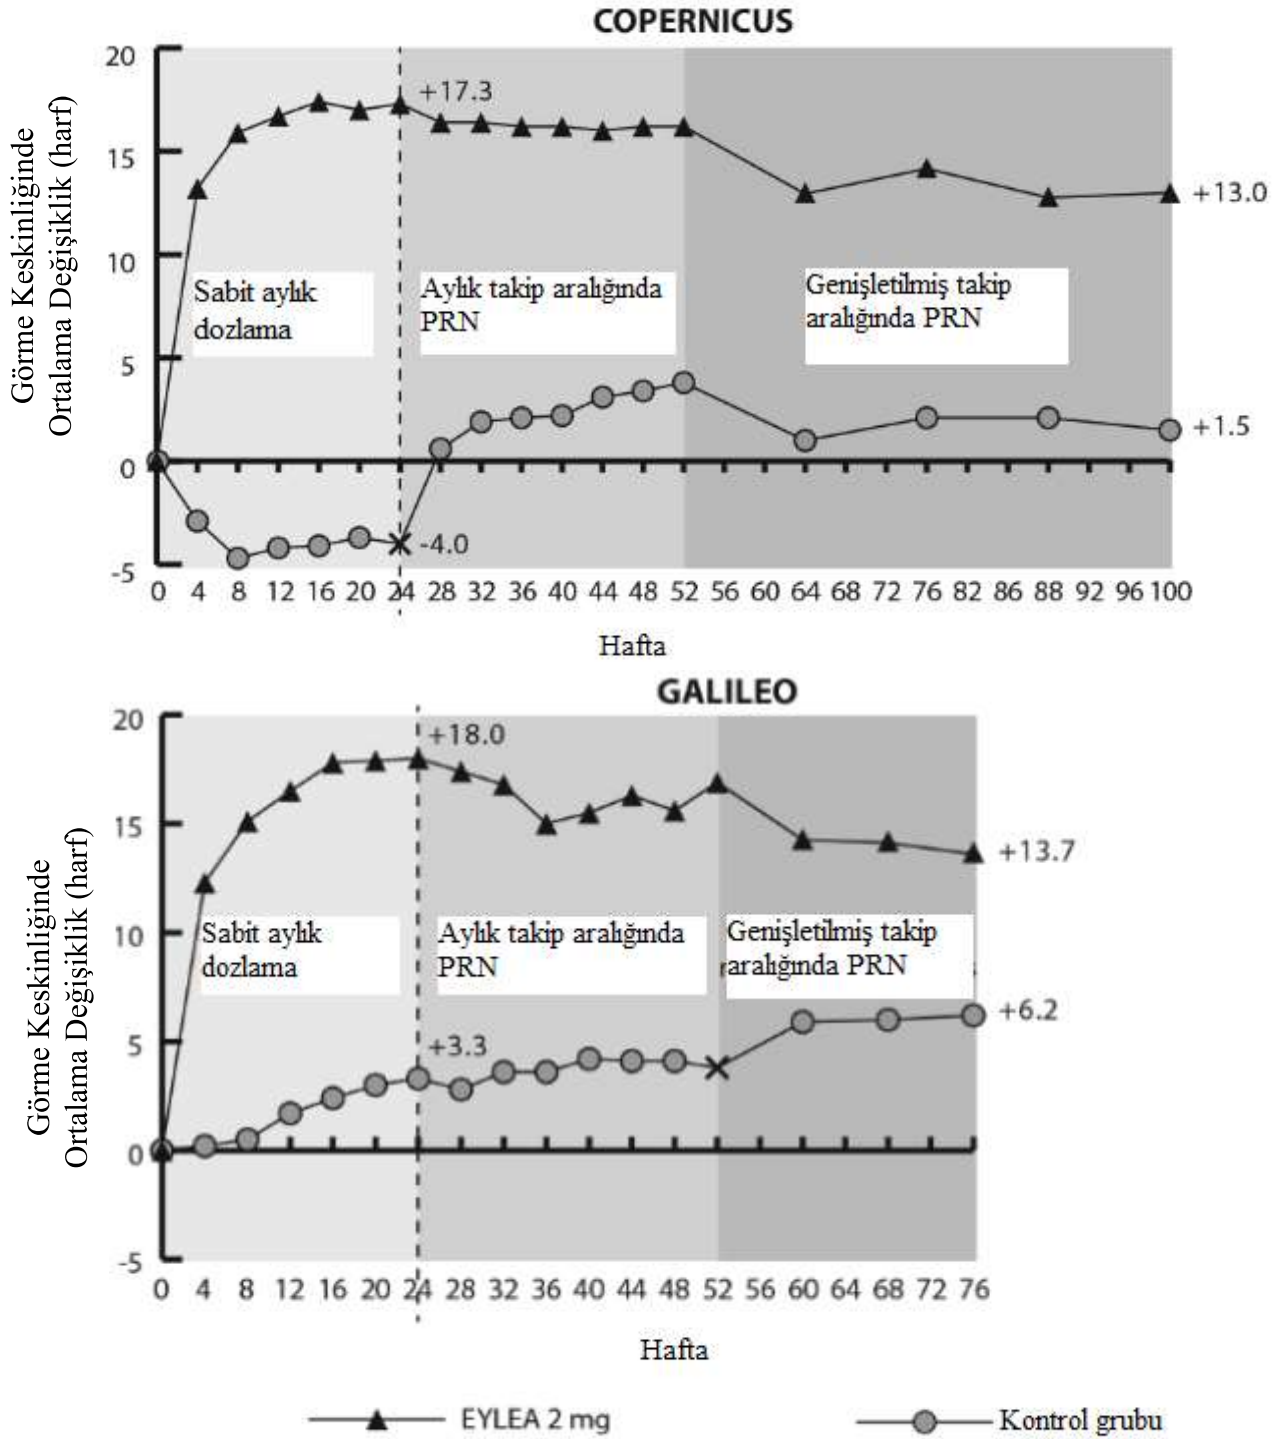 COPERNICUS
Görme Keskinliğinde
Ortalama Değişiklik (harf)
20
15
10
5
0
-5
+17.3
+13.0
Sabit aylık
dozlama
Aylık takip aralığında
PRN
Genişletilmiş takip
aralığında PRN
+1.5
-4.0
0 4 8 12 16 20 24 28 32 36 40 44 48 52 56 60 64 68 72 76 82 86 88 92 96 100
Hafta
GALILEO
Görme Keskinliğinde
Ortalama Değişiklik (harf)
20
15
10
5
0
-5
+18.0
+13.7
Sabit aylık
dozlama
Aylık takip aralığında
PRN
Genişletilmiş takip
aralığında PRN
+3.3
+6.2
0 4 8 12 16 20 24 28 32 36 40 44 48 52 56 60 64 68 72 76
Hafta
EYLEA 2 mg
Kontrol grubu